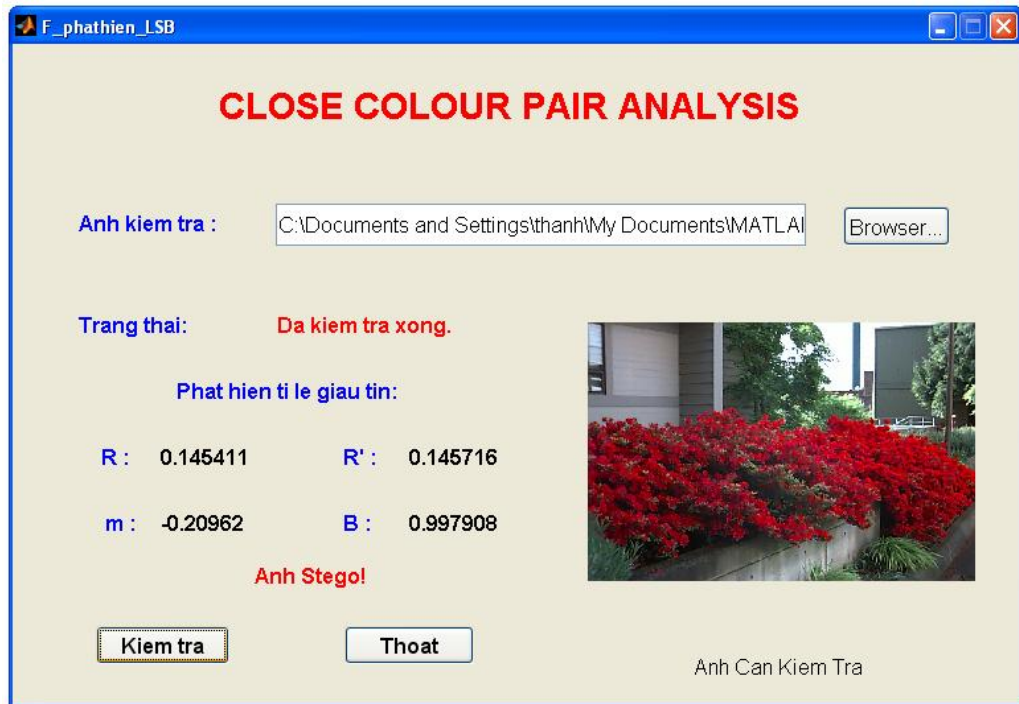 F_phathien_LSB
CLOSE COLOUR PAIR ANALYSIS
Anh kiem tra : C:\Documents and Settings\thanh\My Documents\MATLAI Browser...
Trang thai: Da kiem tra xong.
Phat hien ti le giau tin:
R : 0.145411 R' : 0.145716
m : -0.20962 B : 0.997908
Anh Stego!
Kiem tra Thoat
Anh Can Kiem Tra